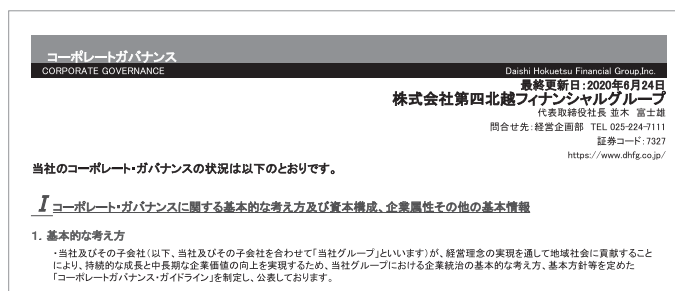 コーポレートガバナンス
CORPORATE GOVERNANCE
Daishi Hokuetsu Financial Group,Inc.
最終更新日:2020年6月24日
株式会社第四北越フィナンシャルグループ
代表取締役社長 並木 富士雄
問合せ先:経営企画部 TEL 025-224-7111
証券コード:7327
https://www.dhfg.co.jp/
当社のコーポレート・ガバナンスの状況は以下のとおりです。
I コーポレート・ガバナンスに関する基本的な考え方及び資本構成、企業属性その他の基本情報
1. 基本的な考え方
・当社及びその子会社(以下、当社及びその子会社を合わせて「当社グループ」といいます)が、経営理念の実現を通して地域社会に貢献すること
により、持続的な成長と中長期な企業価値の向上を実現するため、当社グループにおける企業統治の基本的な考え方、基本方針等を定めた
「コーポレートガバナンス・ガイドライン」を制定し、公表しております。